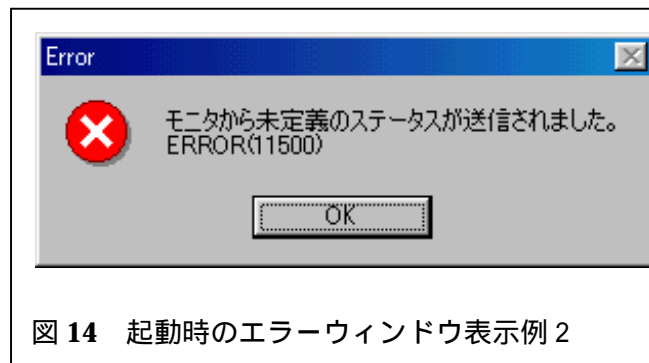 Error
モニタから未定義のステータスが送信されました。
ERROR(11500)
OK
図 14 起動時のエラーウィンドウ表示例 2